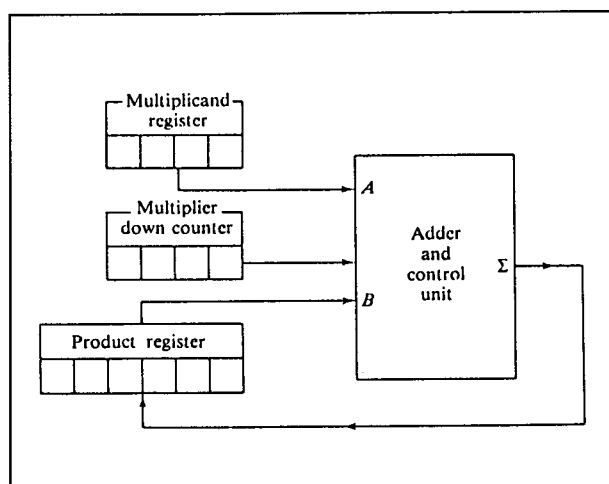 Multiplicand
register
A
Multiplier
down counter
Adder
and
control
unit
Σ
B
Product register